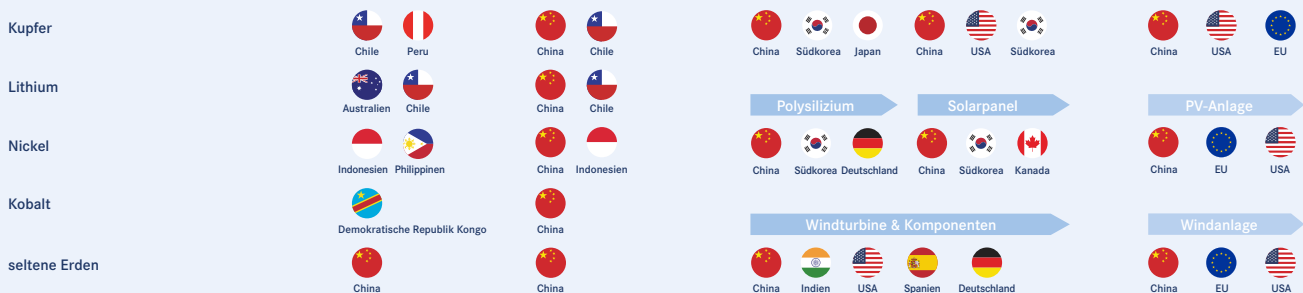 Kupfer
Chile Peru China Chile China Südkorea Japan China USA Südkorea China USA EU
Lithium
Australien Chile China Chile
Polysilizium Solarpanel PV-Anlage
Nickel
Indonesien Philippinen China Indonesien China Südkorea Deutschland China Südkorea Kanada China EU USA
Kobalt
Demokratische Republik Kongo China
Windturbine & Komponenten Windanlage
seltene Erden
China China China Indien USA Spanien Deutschland China EU USA